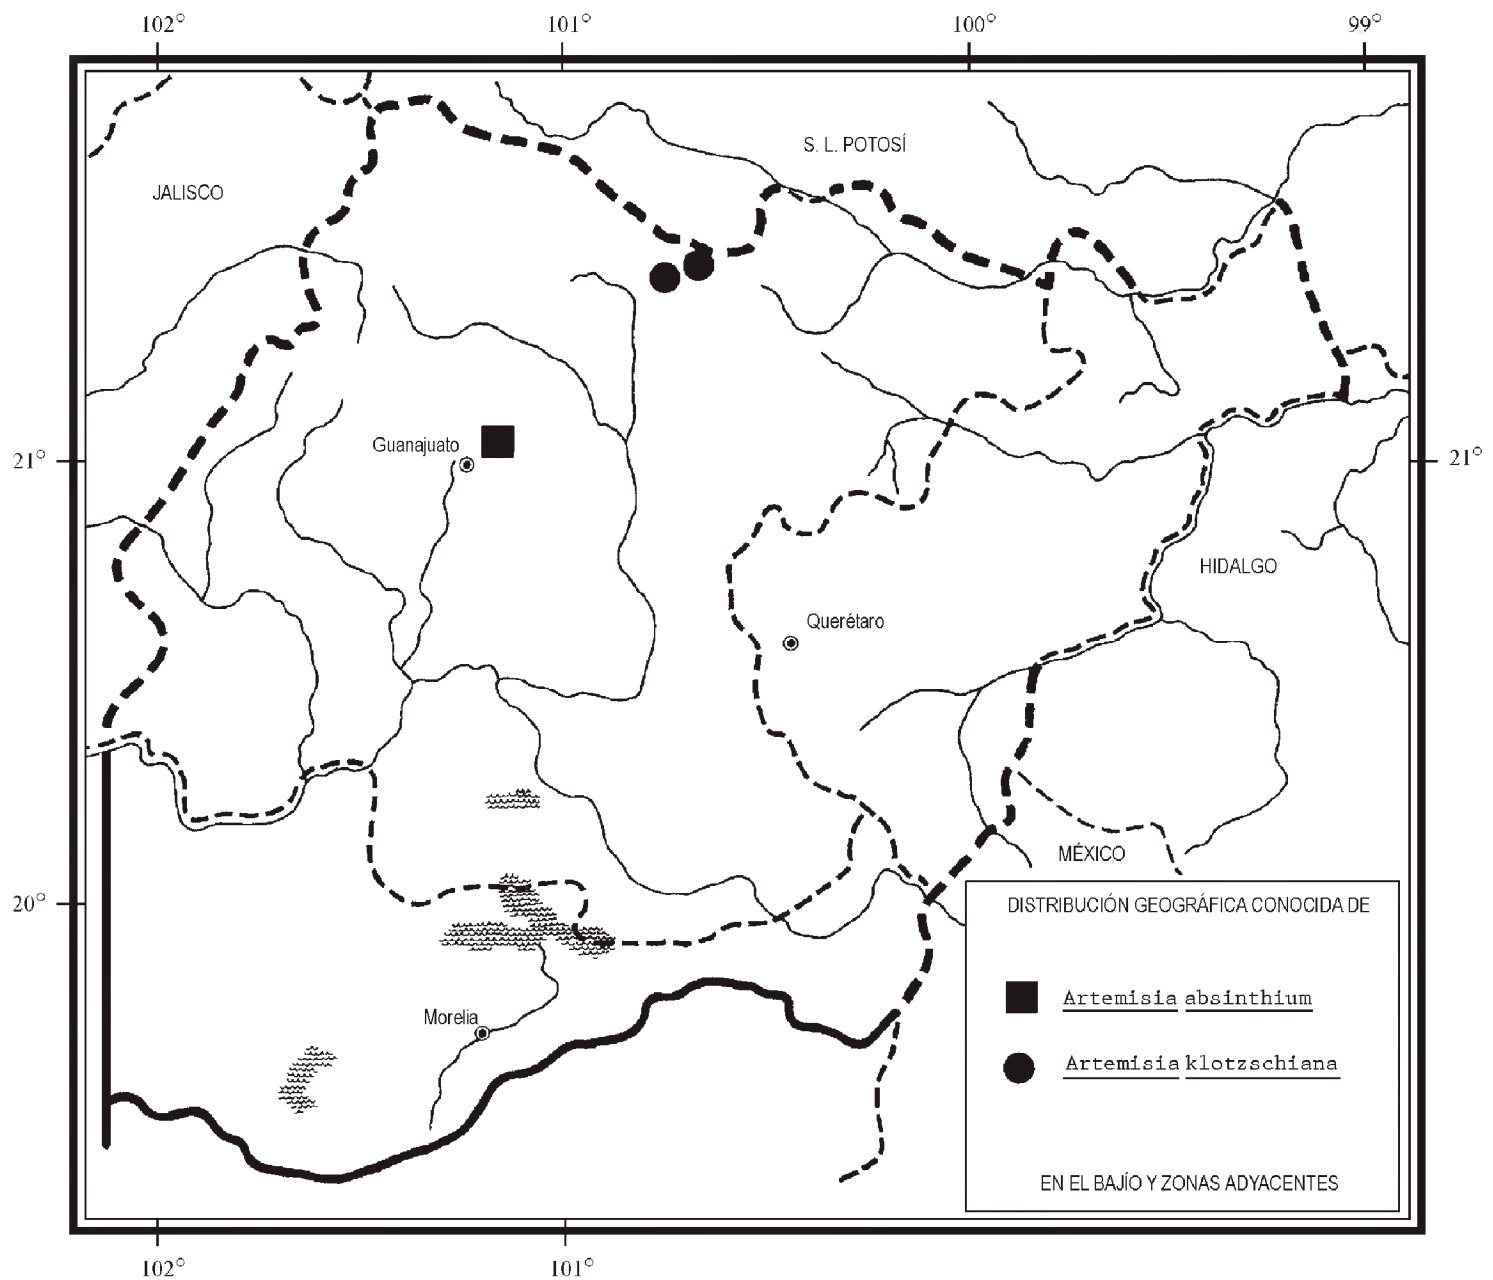 102° 101° 100° 99°
S. L. POTOSÍ
JALISCO
Guanajuato
21° 21°
HIDALGO
Querétaro
MÉXICO
20°
DISTRIBUCIÓN GEOGRÁFICA CONOCIDA DE
Artemisia absinthium
Morelia
Artemisia klotzschiana
EN EL BAJÍO Y ZONAS ADYACENTES
102° 101°